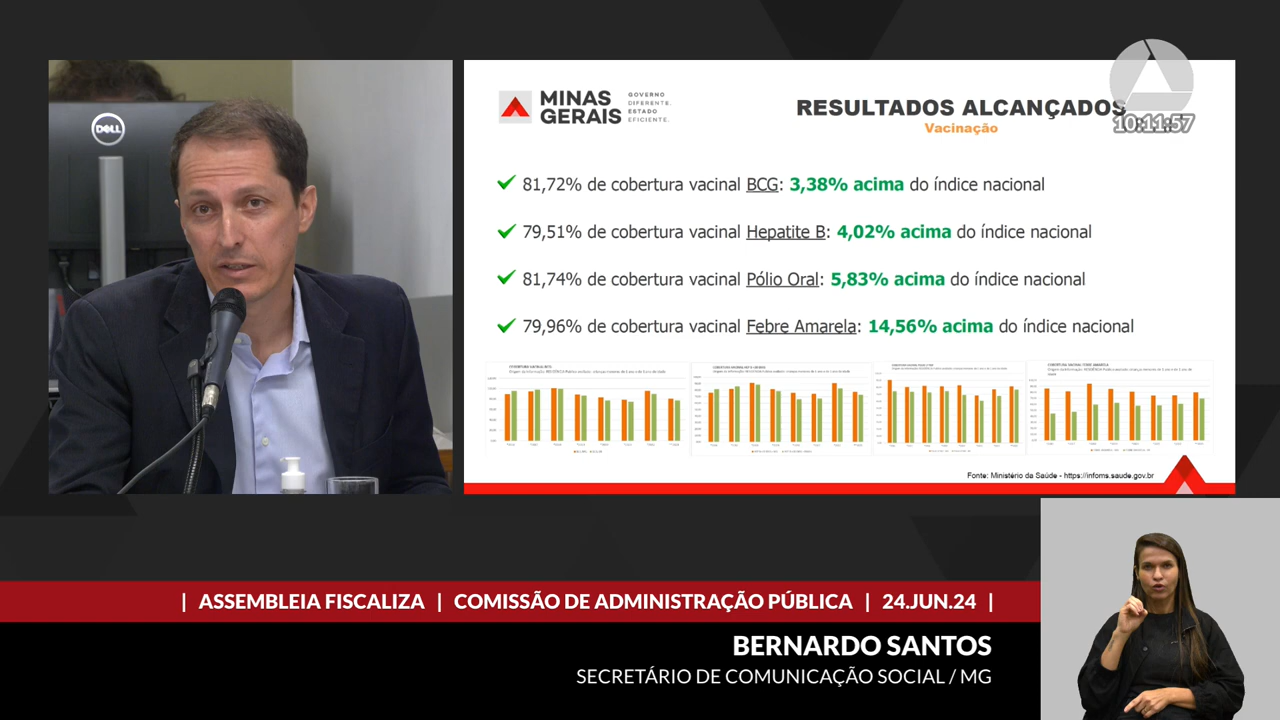 DELL
MINAS
GERAIS
GOVERNO
DIFERENTE.
ESTADO
EFICIENTE.
RESULTADOS ALCANÇADOS
Vacinação
10:11:57
81,72% de cobertura vacinal BCG: 3,38% acima do índice nacional
79,51% de cobertura vacinal Hepatite B: 4,02% acima do índice nacional
81,74% de cobertura vacinal Pólio Oral: 5,83% acima do índice nacional
79,96% de cobertura vacinal Febre Amarela: 14,56% acima do índice nacional
Fonte: Ministério da Saúde - https://infoms.saude.gov.br
| ASSEMBLEIA FISCALIZA | COMISSÃO DE ADMINISTRAÇÃO PÚBLICA | 24.JUN.24 |
BERNARDO SANTOS
SECRETÁRIO DE COMUNICAÇÃO SOCIAL / MG